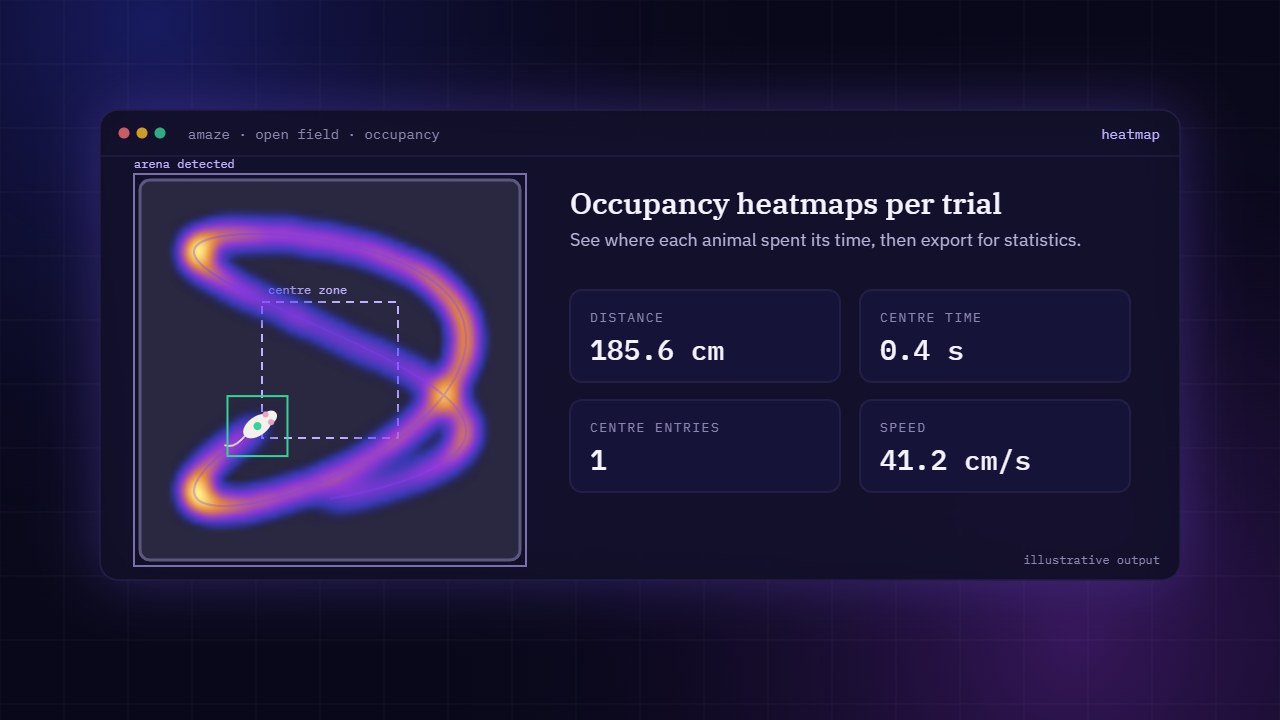 amaze · open field · occupancy
heatmap
arena detected
centre zone
Occupancy heatmaps per trial
See where each animal spent its time, then export for statistics.
DISTANCE
185.6 cm
CENTRE TIME
0.4 s
CENTRE ENTRIES
1
SPEED
41.2 cm/s
illustrative output